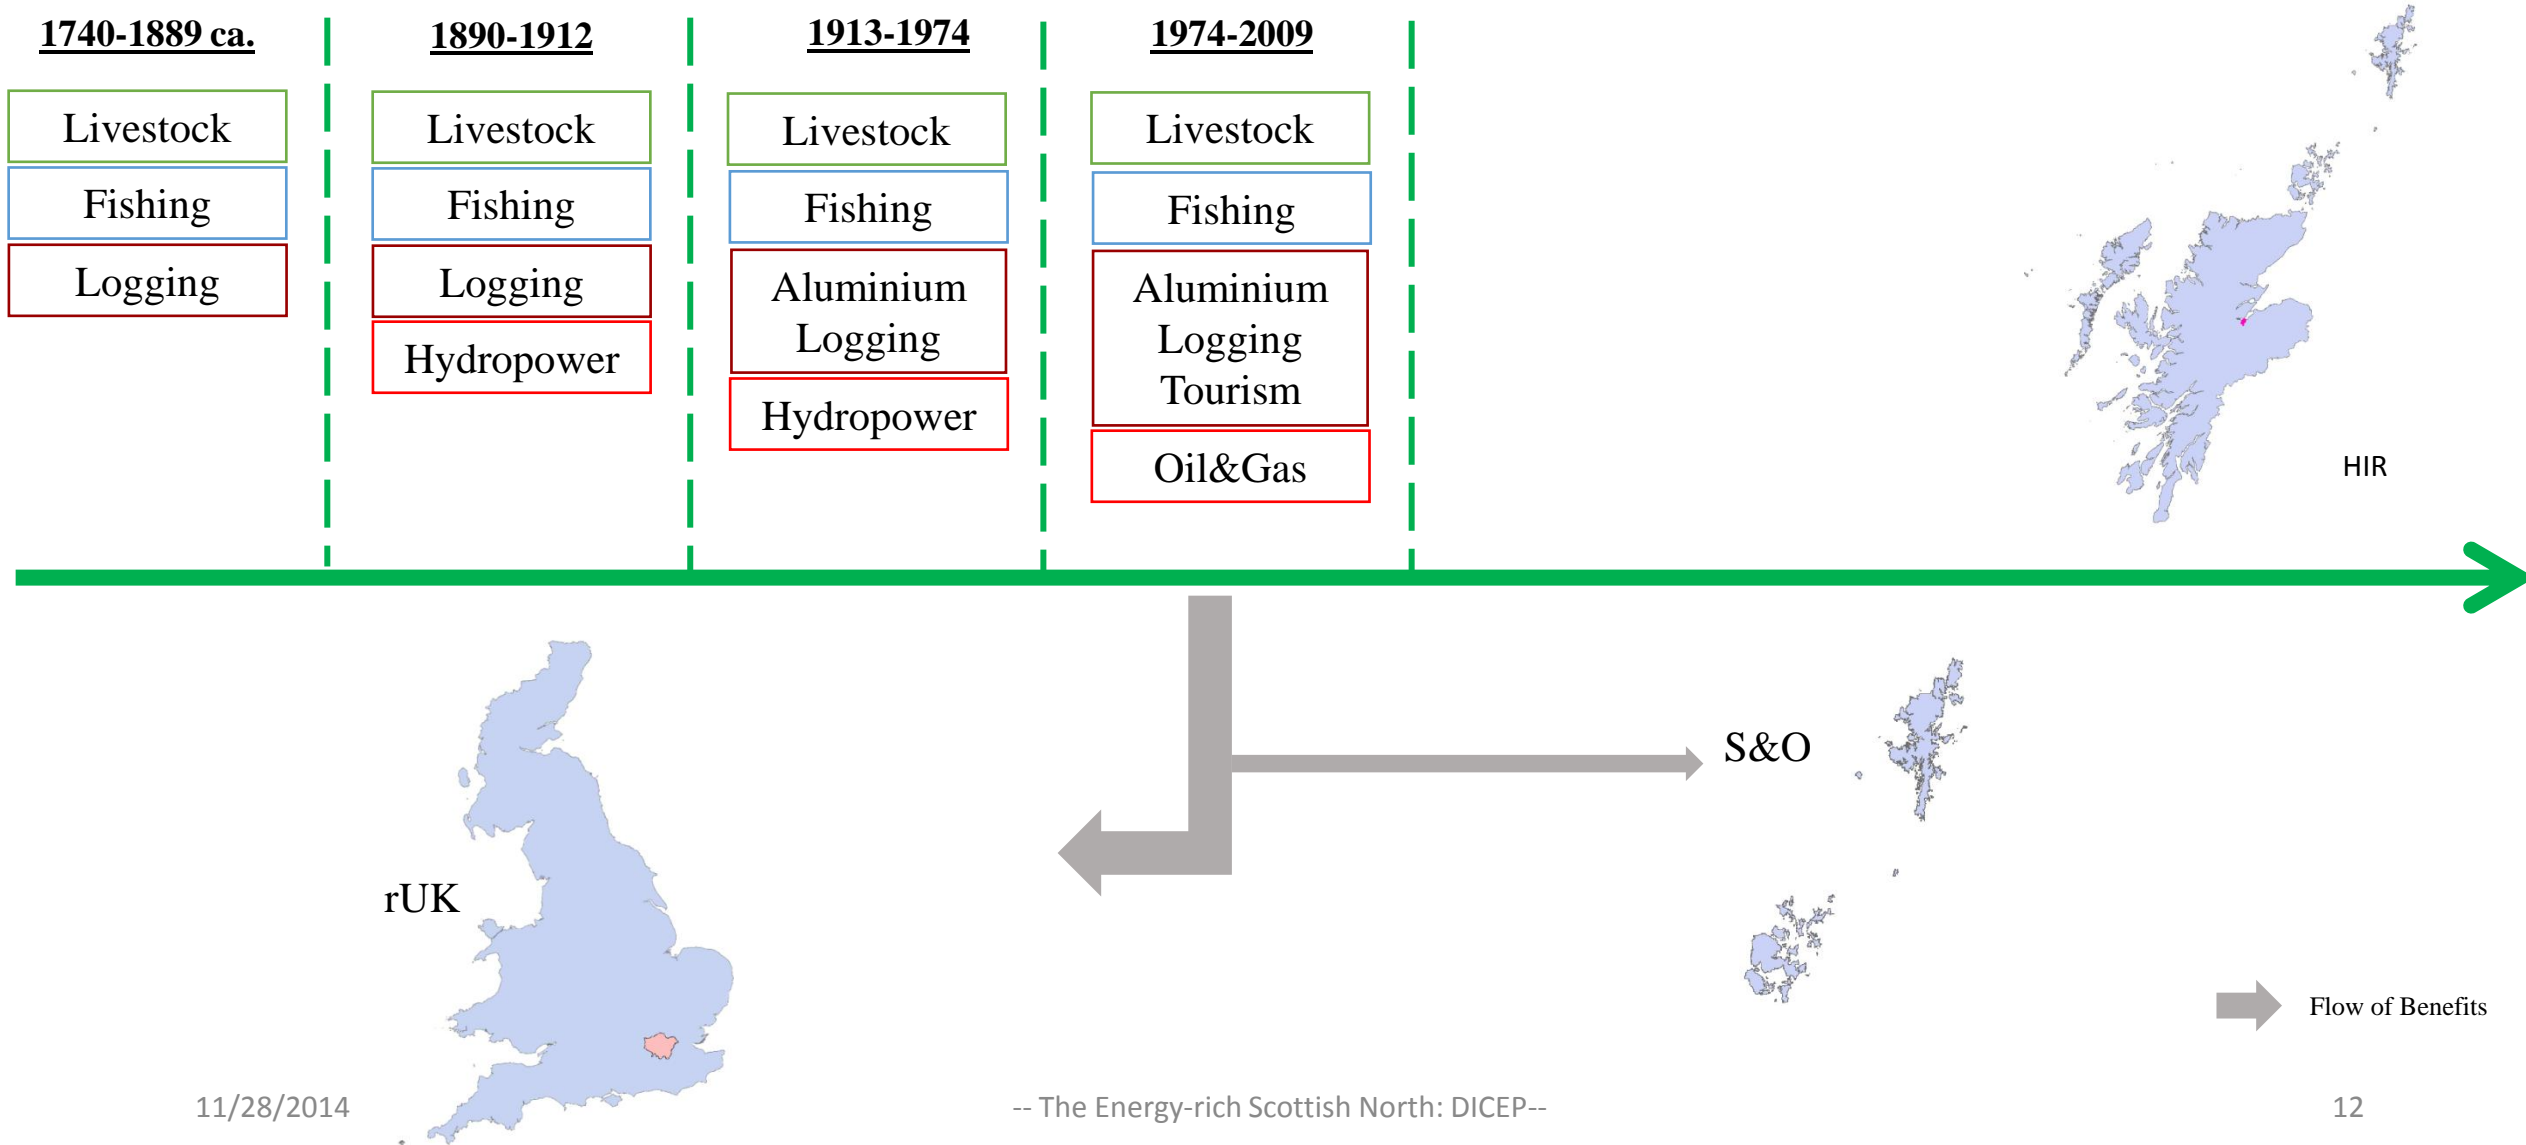 1740-1889 ca.
Livestock
Fishing
Logging
1890-1912
Livestock
Fishing
Logging
Hydropower
1913-1974
Livestock
Fishing
Aluminium
Logging
Hydropower
1974-2009
Livestock
Fishing
Aluminium
Logging
Tourism
Oil&Gas
HIR
S&O
rUK
Flow of Benefits
11/28/2014
-- The Energy-rich Scottish North: DICEP--
12